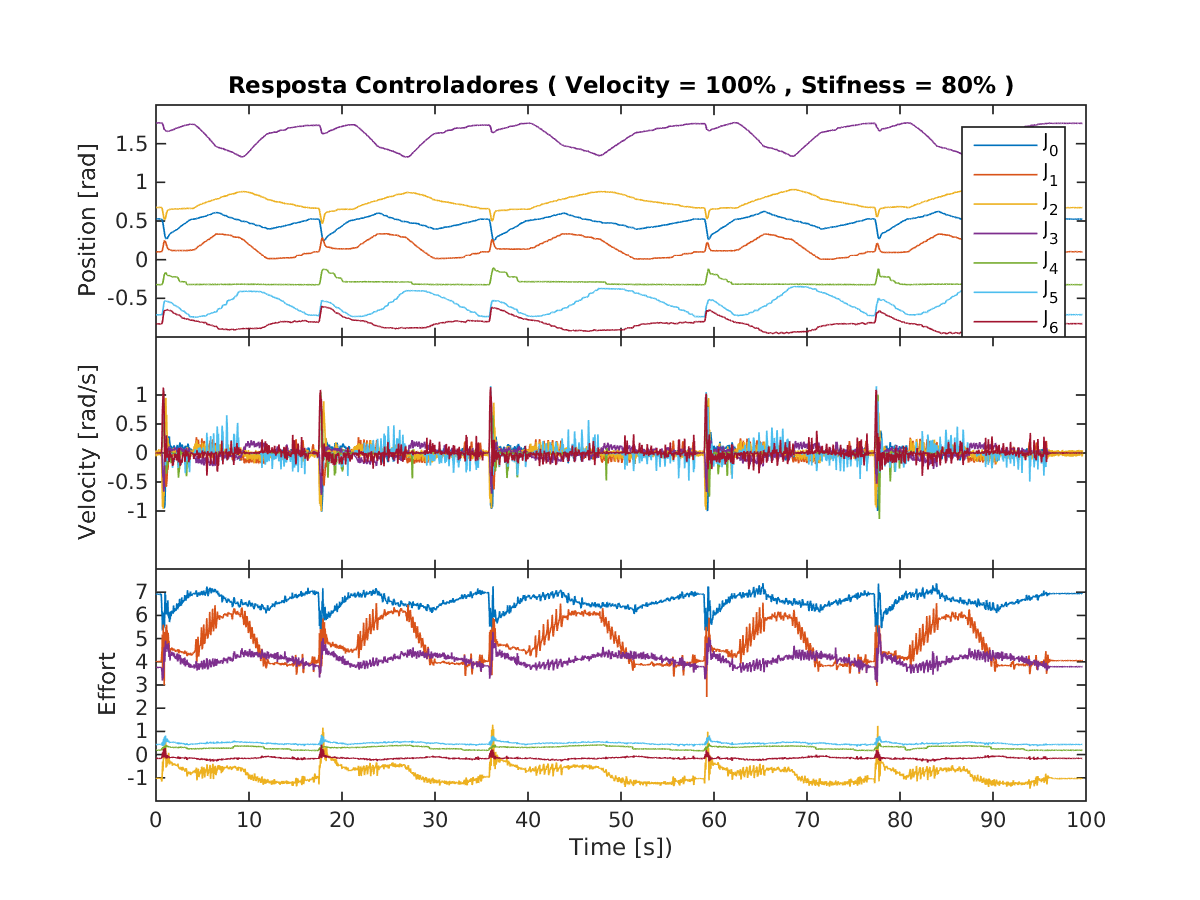 Resposta Controladores ( Velocity = 100% , Stifness = 80% )
Position [rad]
1.5
1
0.5
0
-0.5
J0
J1
J2
J3
J4
J5
J6
Velocity [rad/s]
1
0.5
0
-0.5
-1
Effort
7
6
5
4
3
2
1
0
-1
0 10 20 30 40 50 60 70 80 90 100
Time [s])